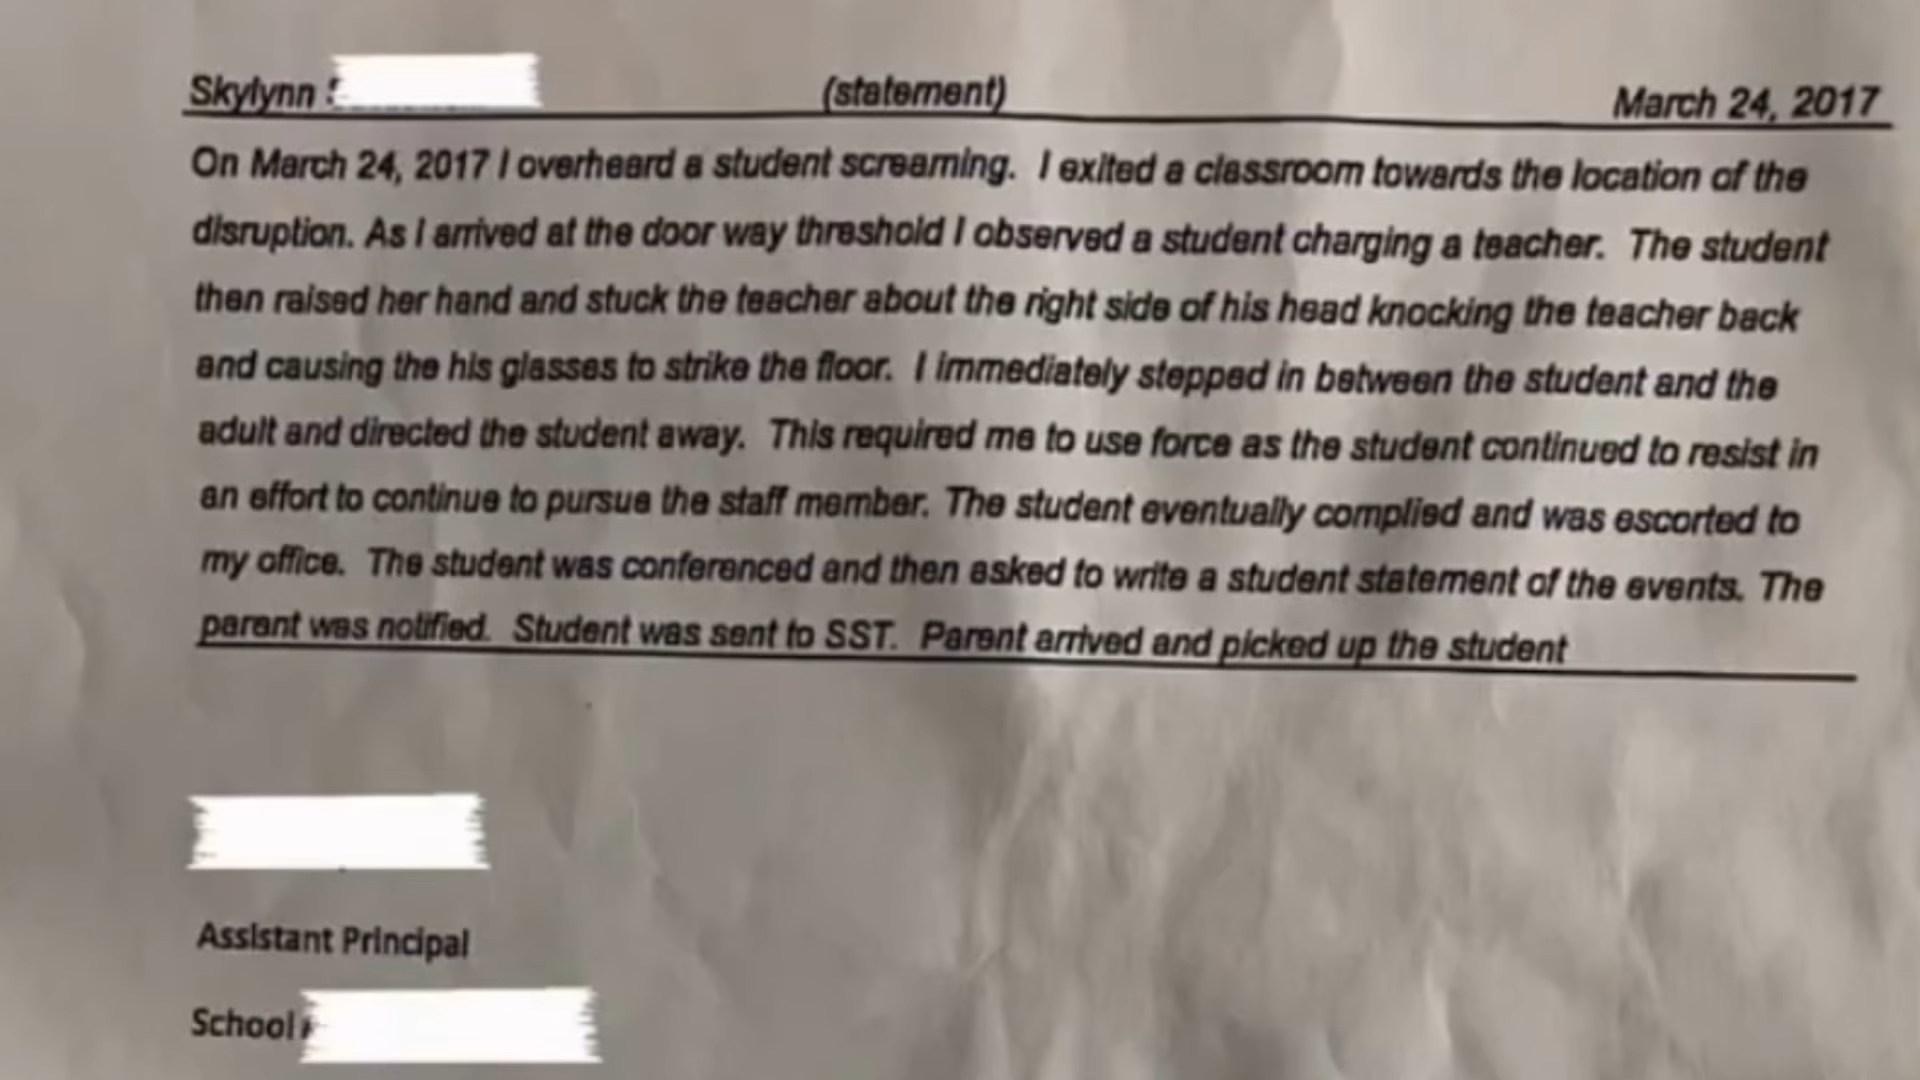 Skylynn (statement) March 24, 2017
On March 24, 2017 I overheard a student screaming. I exited a classroom towards the location of the
disruption. As I arrived at the door way threshold I observed a student charging a teacher. The student
then raised her hand and stuck the teacher about the right side of his head knocking the teacher back
and causing the his glasses to strike the floor. I immediately stepped in between the student and the
adult and directed the student away. This required me to use force as the student continued to resist in
an effort to continue to pursue the staff member. The student eventually complied and was escorted to
my office. The student was conferenced and then asked to write a student statement of the events. The
parent was notified. Student was sent to SST. Parent arrived and picked up the student
Assistant Principal
School